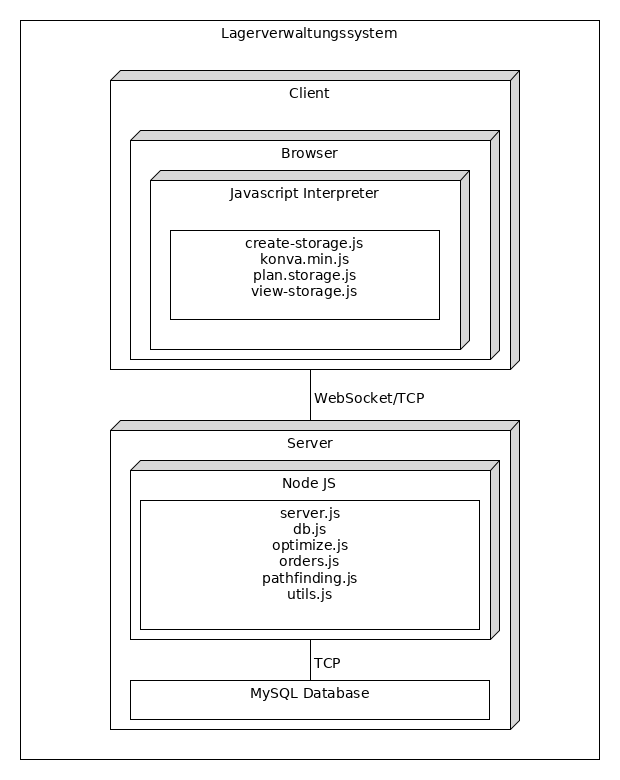 Lagerverwaltungssystem
Client
Browser
Javascript Interpreter
create-storage.js
konva.min.js
plan.storage.js
view-storage.js
WebSocket/TCP
Server
Node JS
server.js
db.js
optimize.js
orders.js
pathfinding.js
utils.js
TCP
MySQL Database